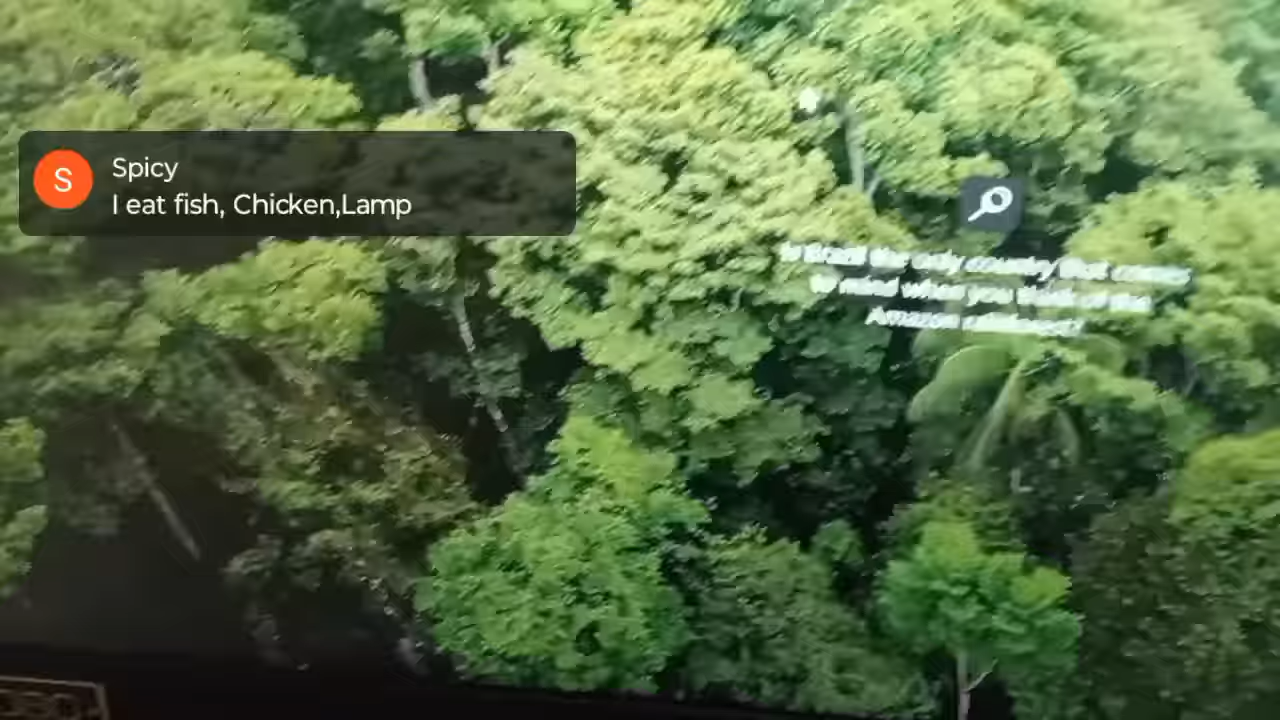 S
Spicy
I eat fish, Chicken,Lamp
Is Brazil the only country that comes
to mind when you think of the
Amazon rainforest?